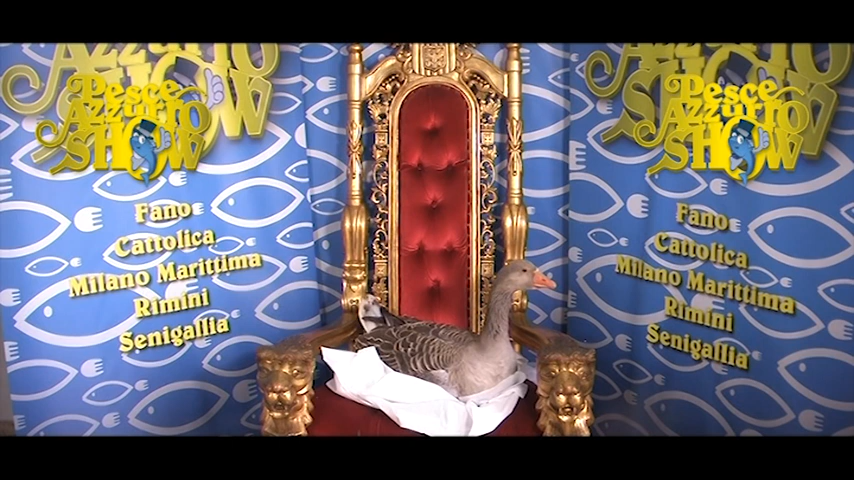 Pesce
Azzurro
SHOW
Fano
Cattolica
Milano Marittima
Rimini
Senigallia
Pesce
Azzurro
SHOW
Fano
Cattolica
Milano Marittima
Rimini
Senigallia